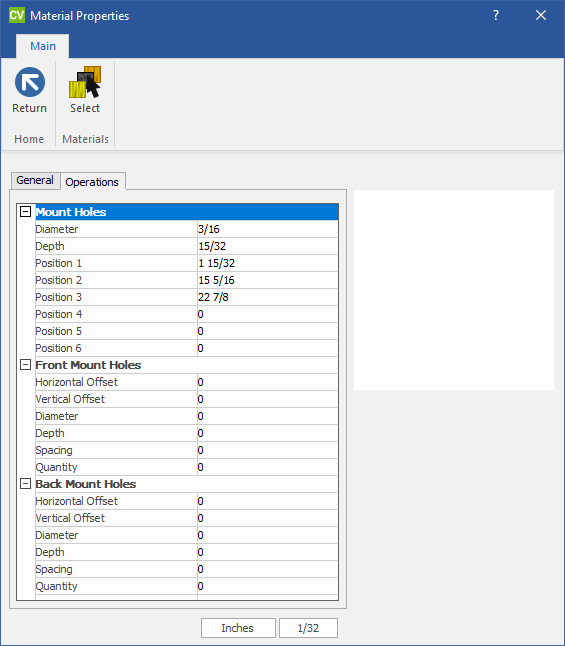 CV Material Properties ?
Main
Return Select
Home Materials
General Operations
Mount Holes
Diameter 3/16
Depth 15/32
Position 1 1 15/32
Position 2 15 5/16
Position 3 22 7/8
Position 4 0
Position 5 0
Position 6 0
Front Mount Holes
Horizontal Offset 0
Vertical Offset 0
Diameter 0
Depth 0
Spacing 0
Quantity 0
Back Mount Holes
Horizontal Offset 0
Vertical Offset 0
Diameter 0
Depth 0
Spacing 0
Quantity 0
Inches 1/32